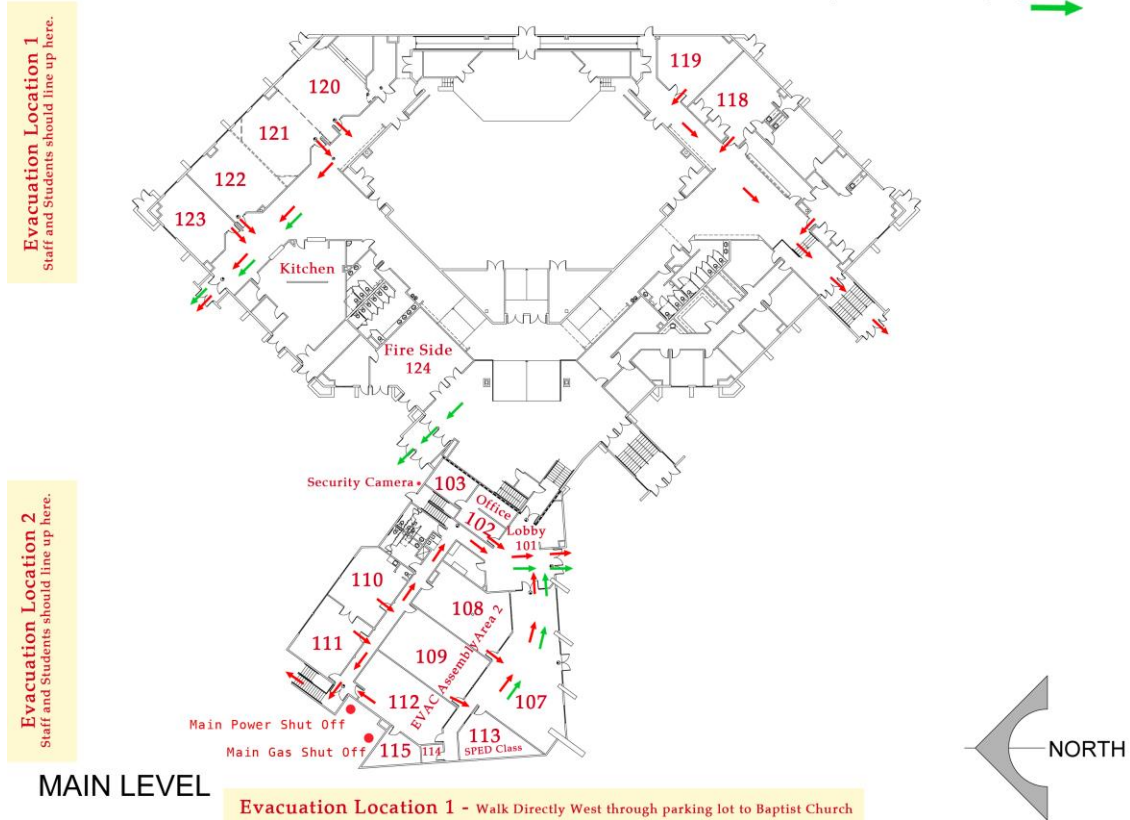 Evacuation Location 1
Staff and Students should line up here.
119
120
118
121
122
123
Kitchen
Fire Side
124
Security Camera
103
Office
102
Lobby
101
110
108
111
109
EVAC Assembly Area 2
112
107
113
SPED Class
115
114
Main Power Shut Off
Main Gas Shut Off
Evacuation Location 2
Staff and Students should line up here.
NORTH
MAIN LEVEL
Evacuation Location 1 - Walk Directly West through parking lot to Baptist Church